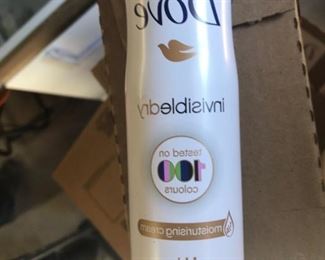 Dove
invisibledry
tested on
100
colours
moisturising cream